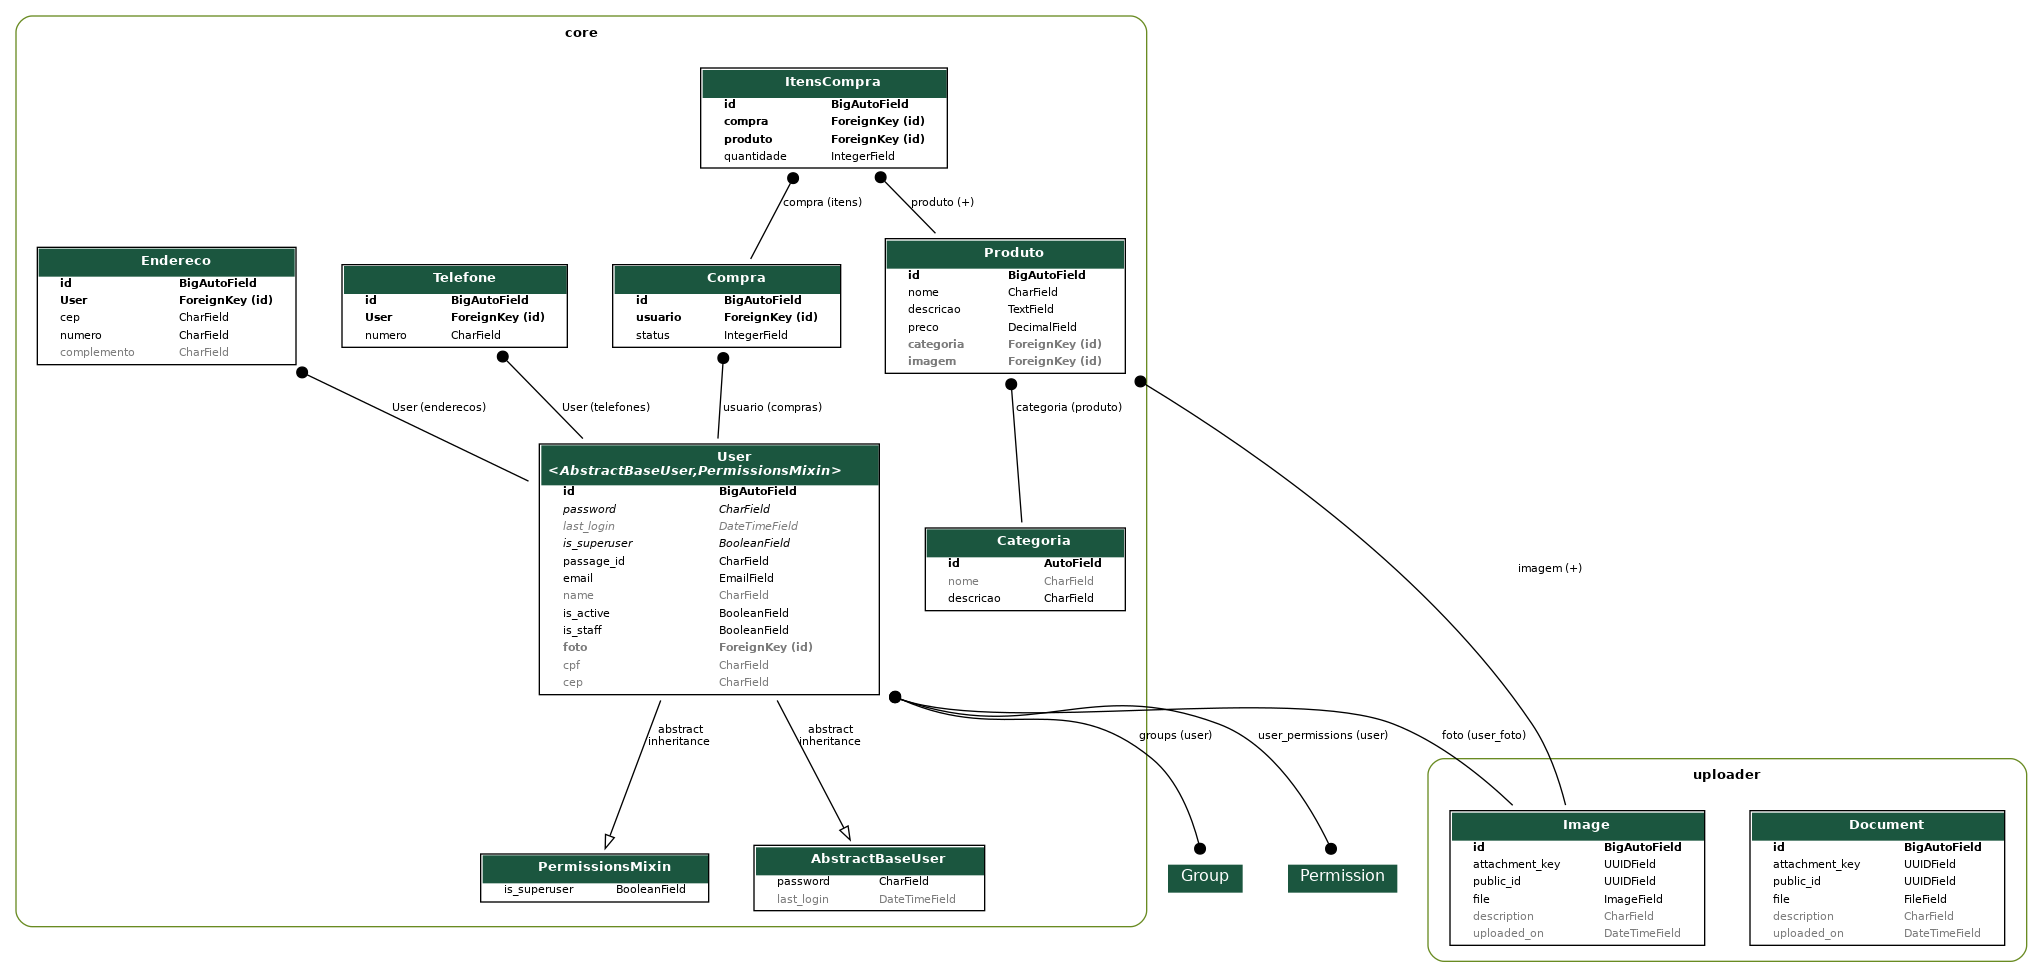 core
ItensCompra
id BigAutoField
compra ForeignKey (id)
produto ForeignKey (id)
quantidade IntegerField
compra (itens)
produto (+)
Endereco
id BigAutoField
User ForeignKey (id)
cep CharField
numero CharField
complemento CharField
Telefone
id BigAutoField
User ForeignKey (id)
numero CharField
Compra
id BigAutoField
usuario ForeignKey (id)
status IntegerField
Produto
id BigAutoField
nome CharField
descricao TextField
preco DecimalField
categoria ForeignKey (id)
imagem ForeignKey (id)
User (enderecos)
User (telefones)
usuario (compras)
categoria (produto)
User
<AbstractBaseUser,PermissionsMixin>
id BigAutoField
password CharField
last_login DateTimeField
is_superuser BooleanField
passage_id CharField
email EmailField
name CharField
is_active BooleanField
is_staff BooleanField
foto ForeignKey (id)
cpf CharField
cep CharField
Categoria
id AutoField
nome CharField
descricao CharField
imagem (+)
abstract
inheritance
abstract
inheritance
groups (user)
user_permissions (user)
foto (user_foto)
PermissionsMixin
is_superuser BooleanField
AbstractBaseUser
password CharField
last_login DateTimeField
Group
Permission
uploader
Image
id BigAutoField
attachment_key UUIDField
public_id UUIDField
file ImageField
description CharField
uploaded_on DateTimeField
Document
id BigAutoField
attachment_key UUIDField
public_id UUIDField
file FileField
description CharField
uploaded_on DateTimeField